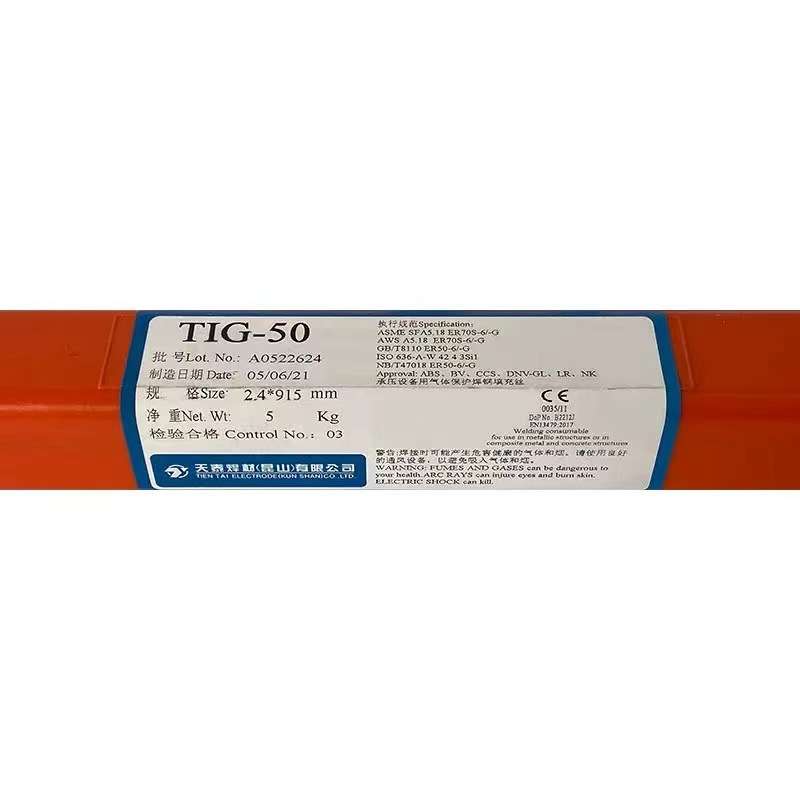 TIG-50
批 号Lot. No.: A0522624
制造日期Date: 05/06/21
规 格Size: 2.4*915 mm
净 重Net. Wt: 5 Kg
检验合格 Control No.: 03
天泰焊材(昆山)有限公司
TIEN TAI ELECTRODE(KUN SHAN)CO.,LTD.
执行规范Specification:
ASME SFA5.18 ER70S-6/-G
AWS A5.18 ER70S-6/-G
GB/T8110 ER50-6/-G
ISO 636-A-W 42 4 3Si1
NB/T47018 ER50-6/-G
Approval: ABS、BV、CCS、DNV-GL、LR、NK
承压设备用气体保护焊钢填充丝
CE
0035/11
DoP No. B2212J
EN13479:2017
Welding consumable
for use in metallic structures or in
composite metal and concrete structures
警告:焊接时可能产生危害健康的气体和烟。请使用良好
的通风设备，以避免吸入气体和烟。
WARNING: FUMES AND GASES can be dangerous to
your health.ARC RAYS can injure eyes and burn skin.
ELECTRIC SHOCK can kill.